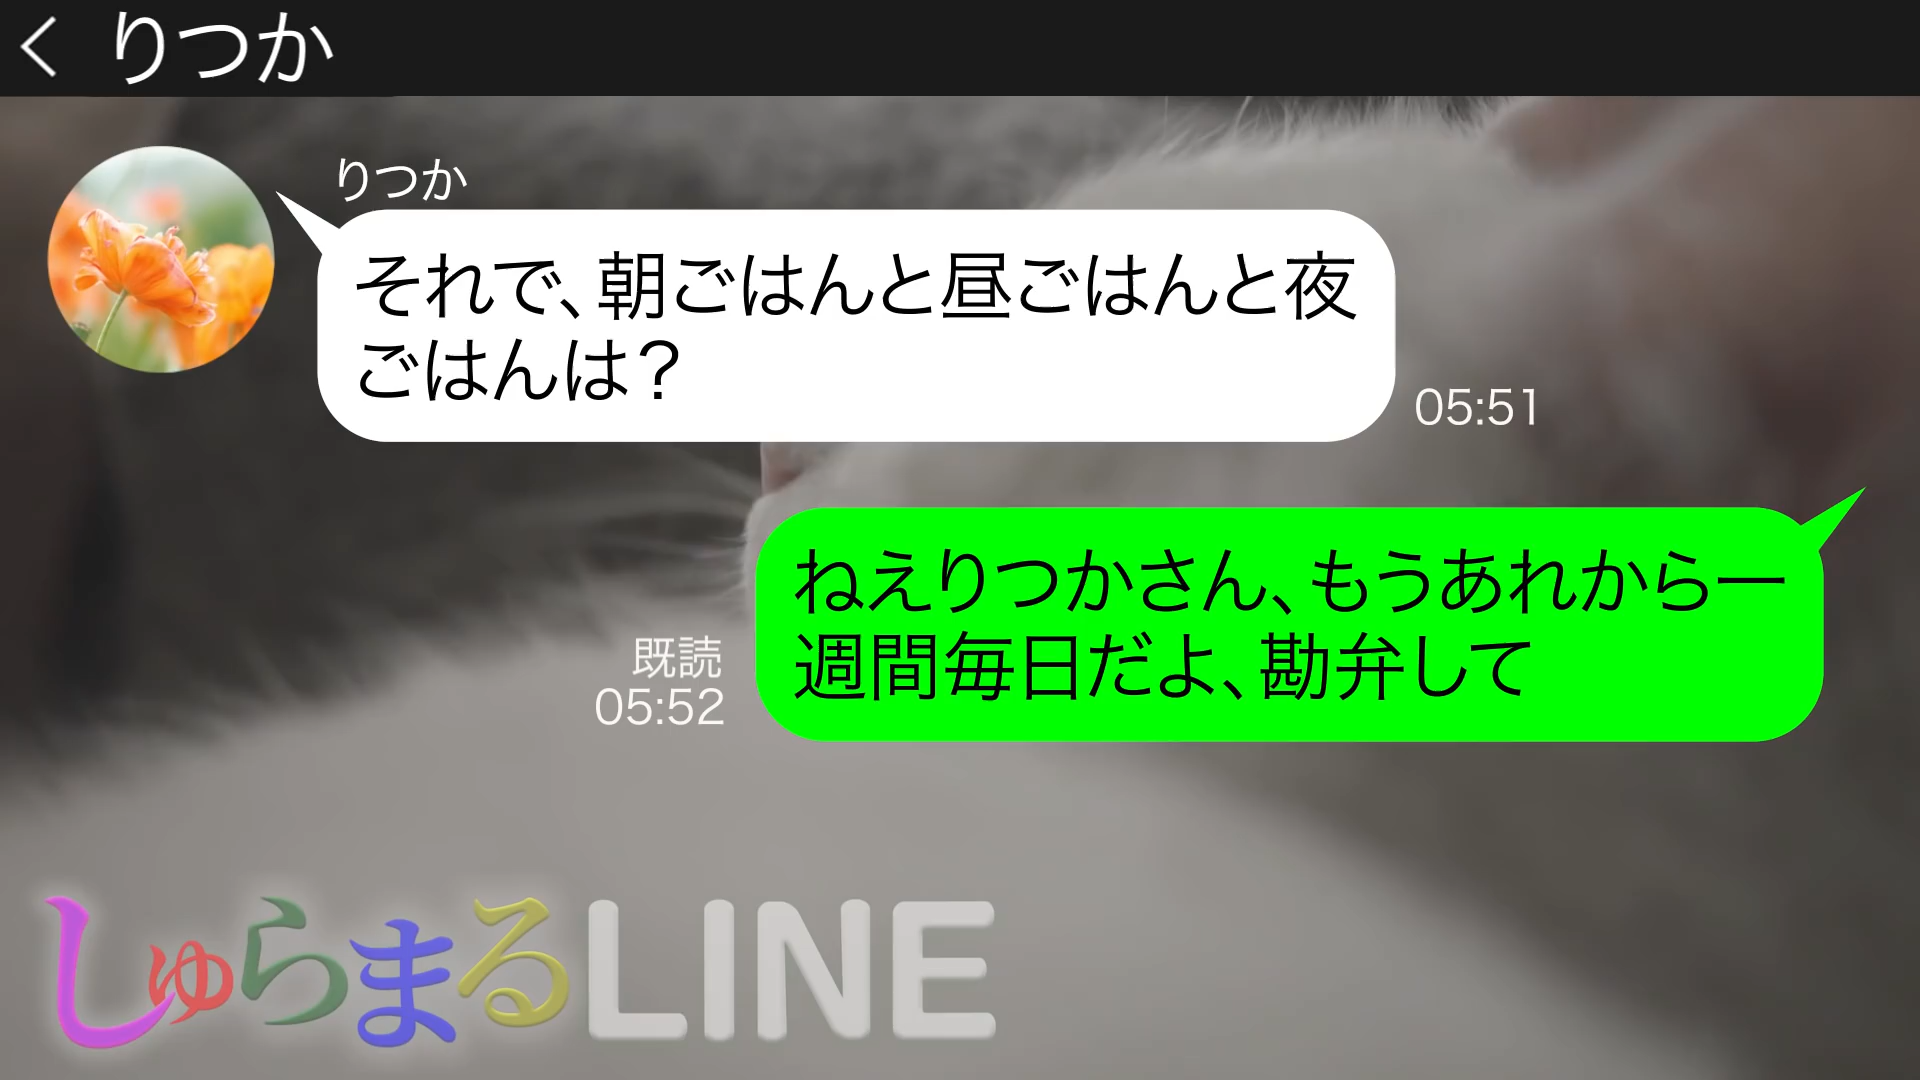 りつか
りつか
それで、朝ごはんと昼ごはんと夜
ごはんは？
05:51
ねえりつかさん、もうあれから一
週間毎日だよ、勘弁して
既読
05:52
しゅらまるLINE